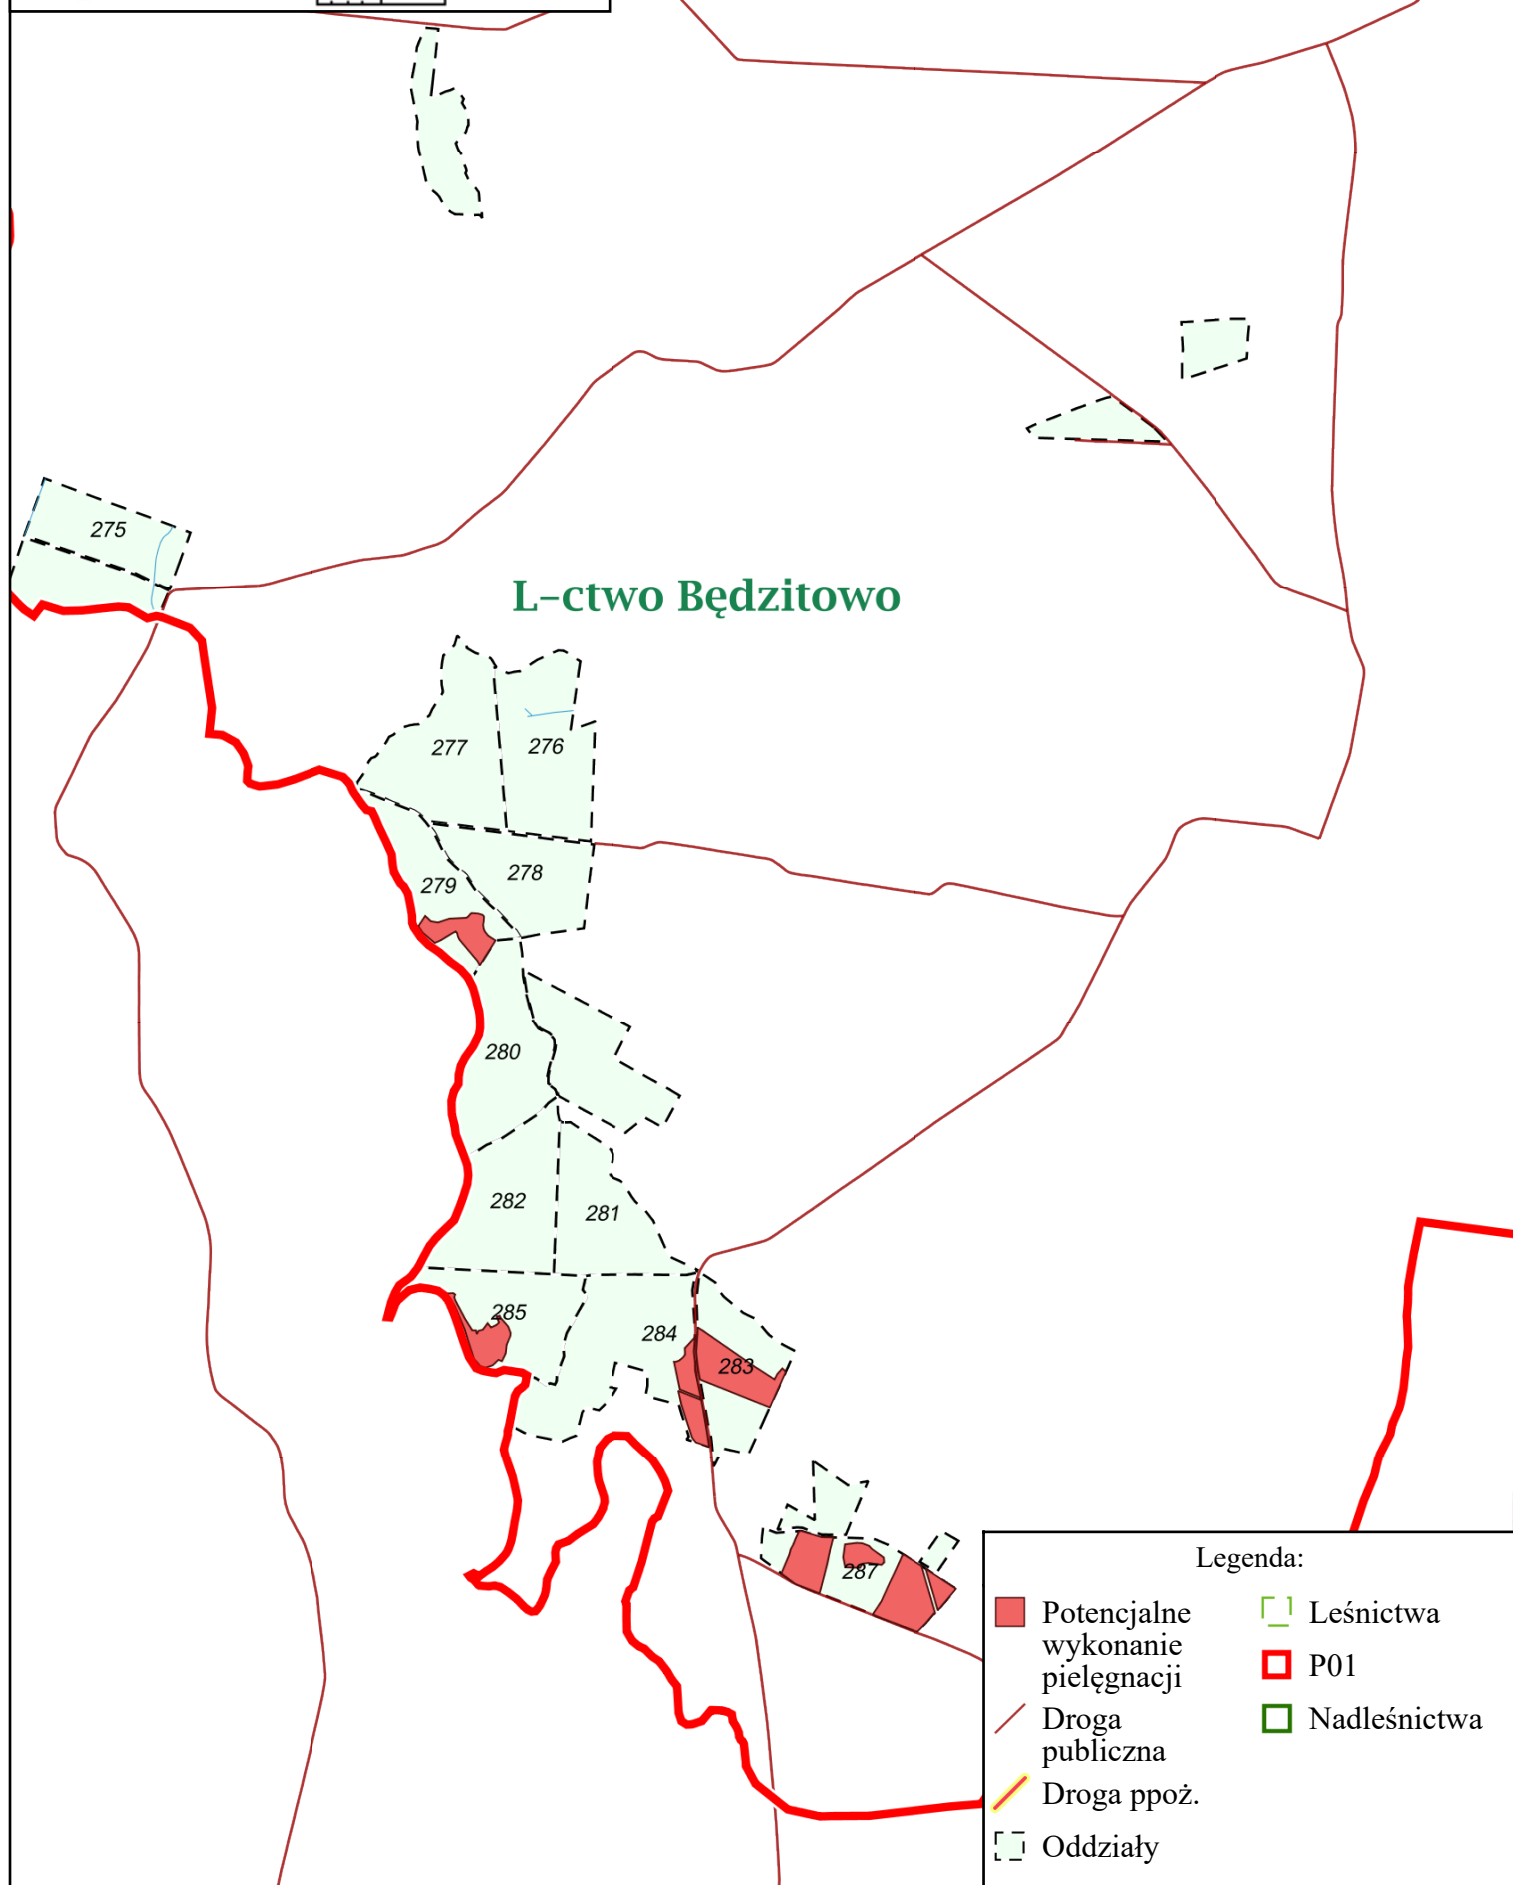 275
L-ctwo Będzitowo
277
276
279
278
280
282
281
285
284
283
287
Legenda:
Potencjalne
wykonanie
pielęgnacji
Droga
publiczna
Droga ppoż.
Oddziały
Leśnictwa
P01
Nadleśnictwa